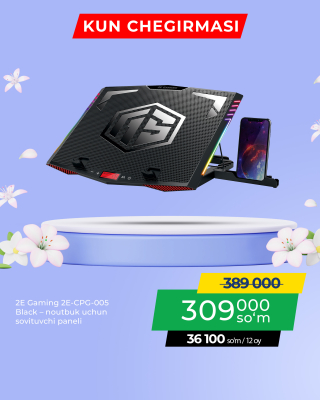 KUN CHEGIRMASI
2E Gaming 2E-CPG-005
Black – noutbuk uchun
sovituvchi paneli
389 000
309 000 so'm
36 100 so'm / 12 oy